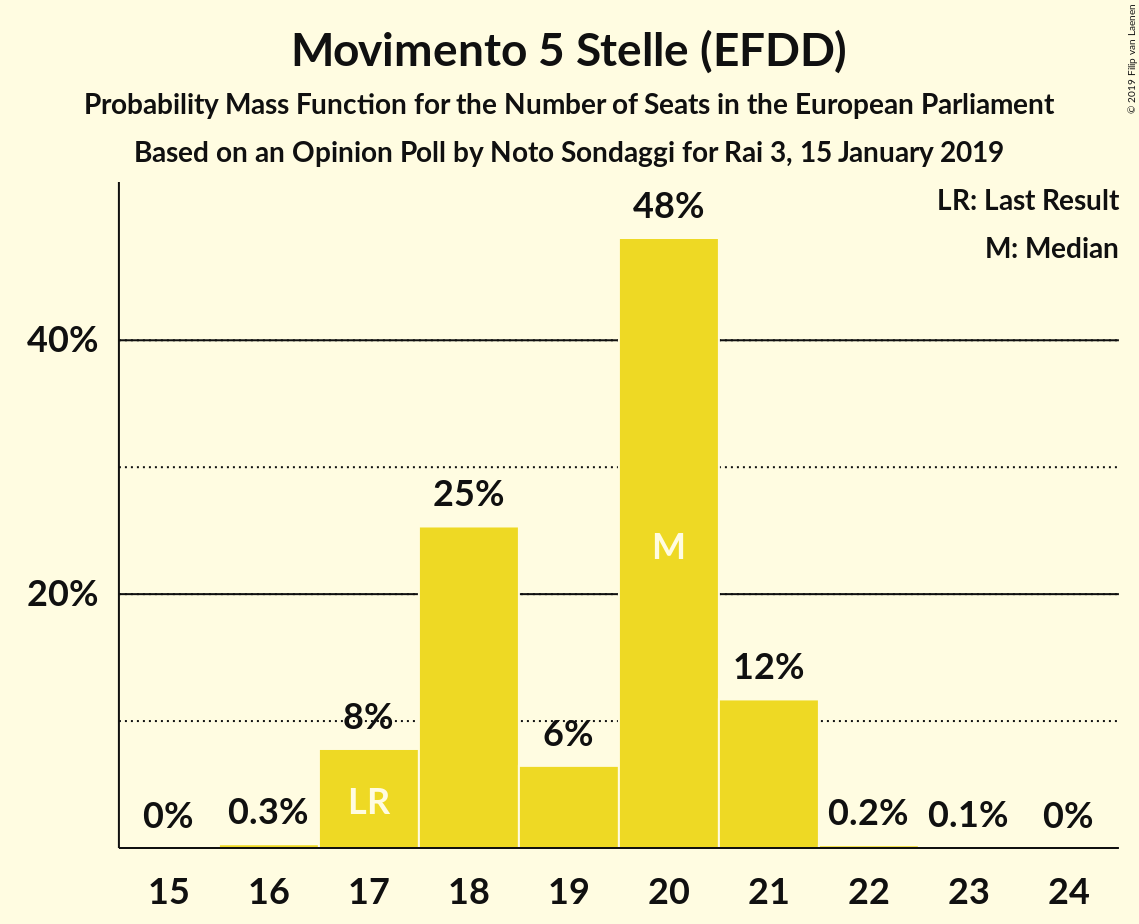 Movimento 5 Stelle (EFDD)
Probability Mass Function for the Number of Seats in the European Parliament
Based on an Opinion Poll by Noto Sondaggi for Rai 3, 15 January 2019
© 2019 Filip van Laenen
LR: Last Result
M: Median
48%
40%
25%
M
20%
12%
8%
6%
LR
0%
0.3%
0.2%
0.1%
0%
15 16 17 18 19 20 21 22 23 24